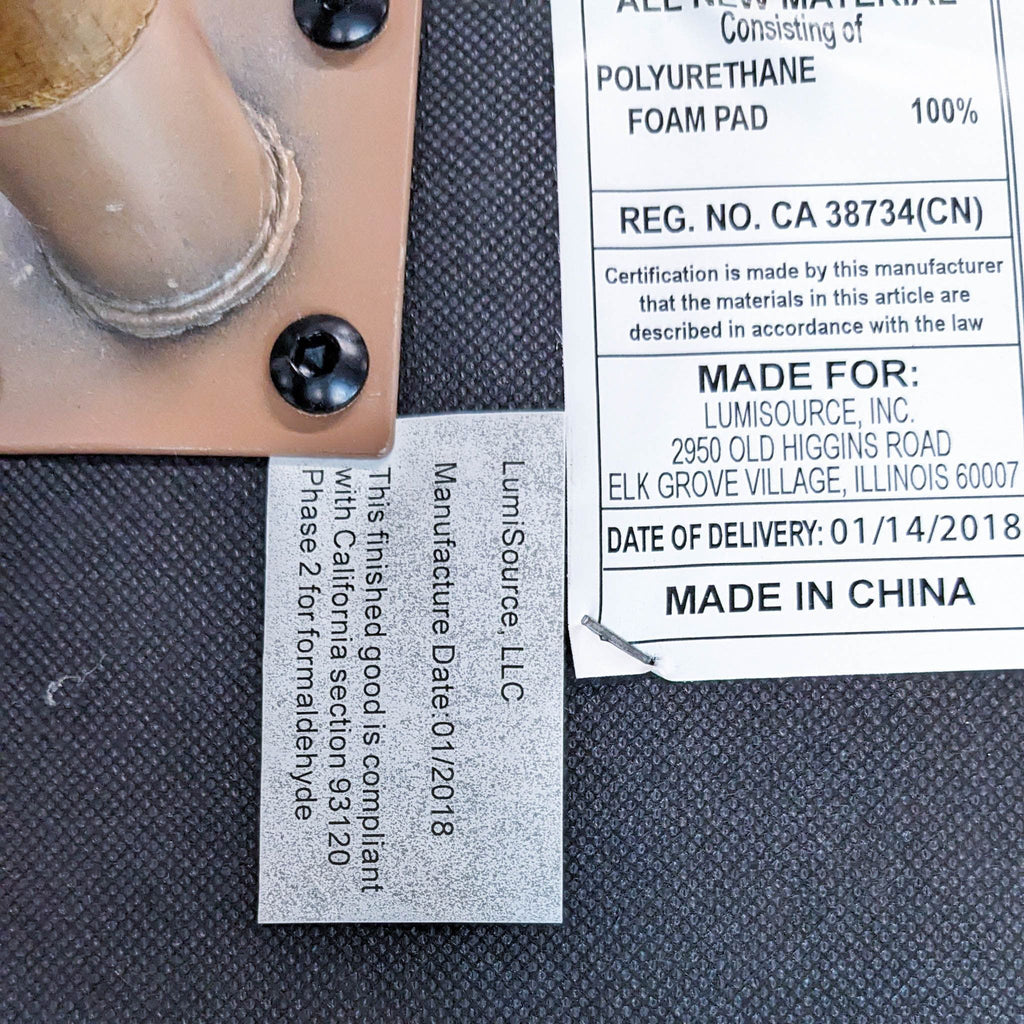 ALL NEW MATERIAL
Consisting of
POLYURETHANE
FOAM PAD 100%
REG. NO. CA 38734(CN)
Certification is made by this manufacturer
that the materials in this article are
described in accordance with the law
MADE FOR:
LUMISOURCE, INC.
2950 OLD HIGGINS ROAD
ELK GROVE VILLAGE, ILLINOIS 60007
DATE OF DELIVERY: 01/14/2018
MADE IN CHINA
LumiSource, LLC
Manufacture Date:01/2018
This finished good is compliant
with California section 93120
Phase 2 for formaldehyde